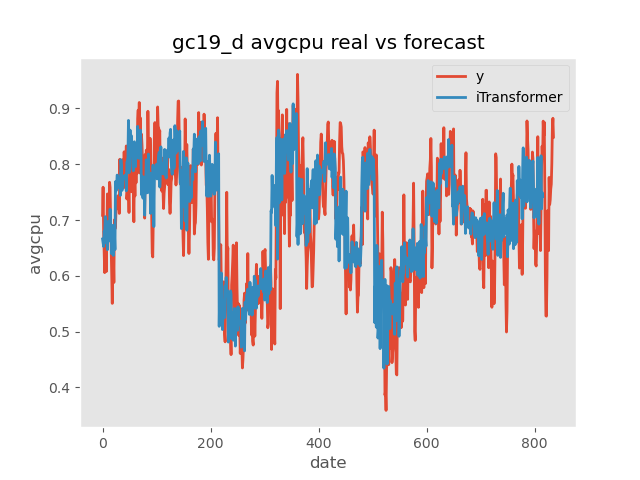 gc19_d avgcpu real vs forecast
y
iTransformer
avgcpu
0.9
0.8
0.7
0.6
0.5
0.4
0 200 400 600 800
date